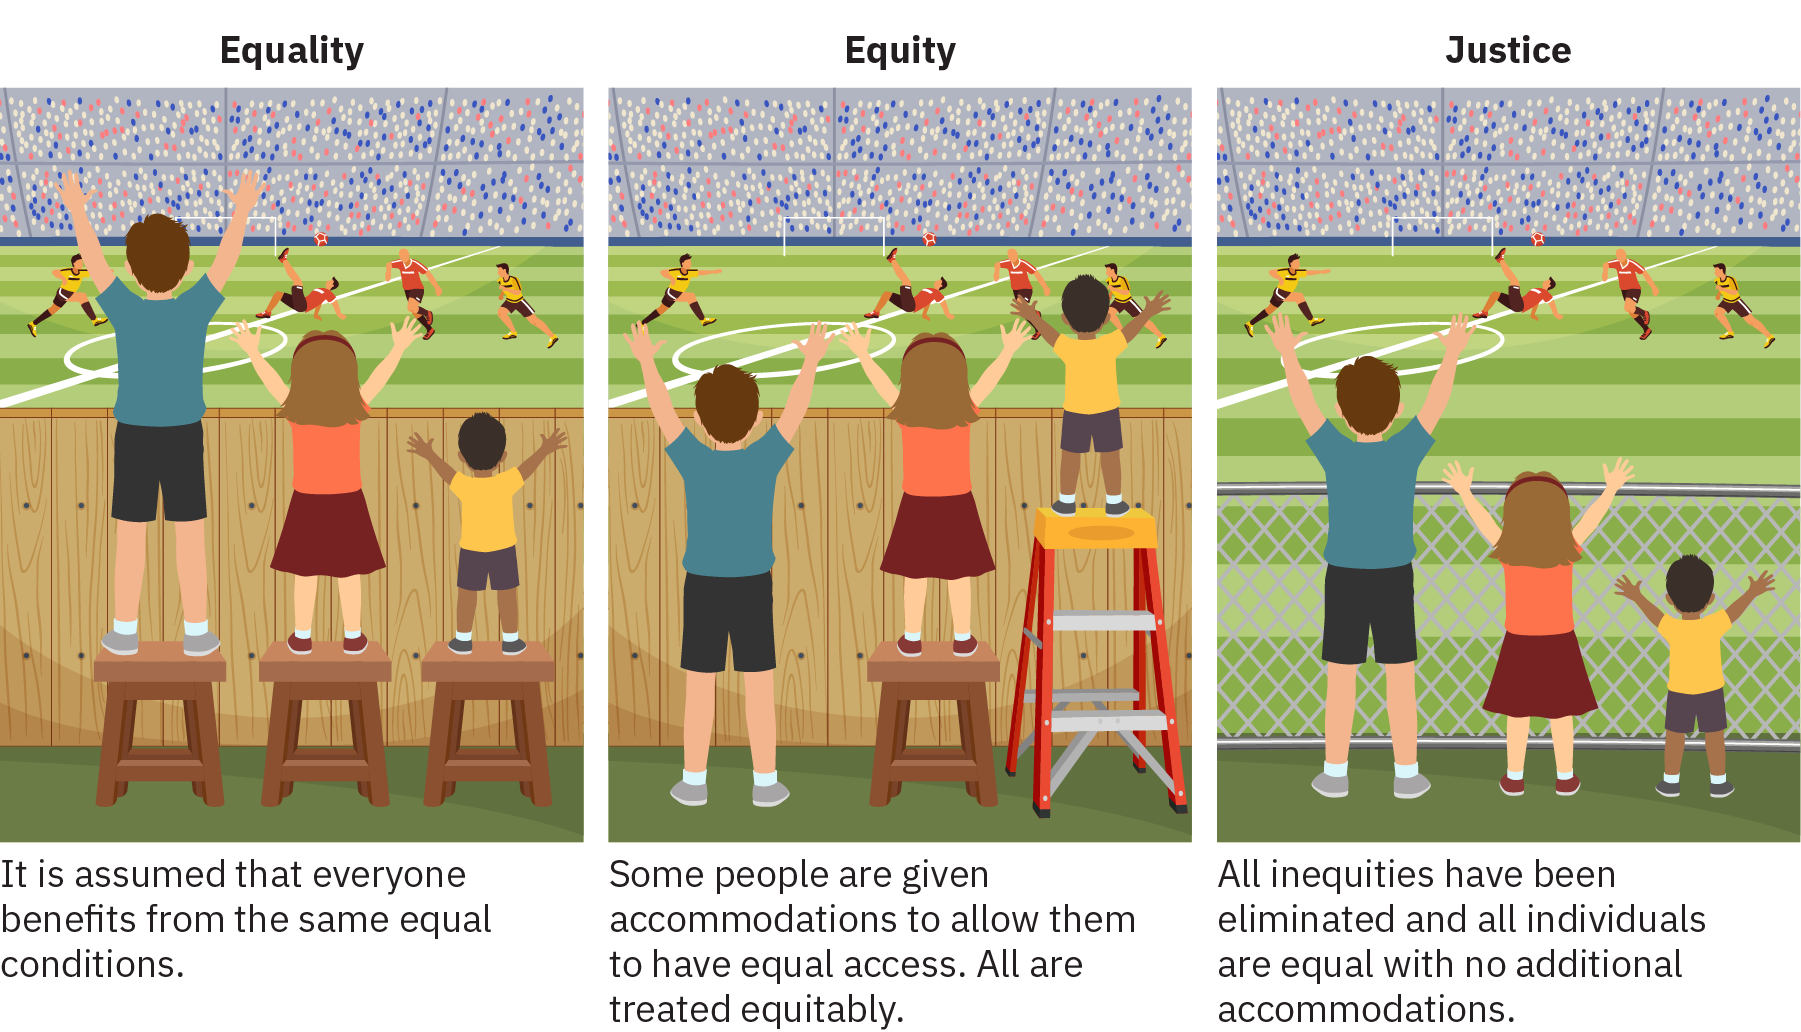 Equality
It is assumed that everyone
benefits from the same equal
conditions.
Equity
Some people are given
accommodations to allow them
to have equal access. All are
treated equitably.
Justice
All inequities have been
eliminated and all individuals
are equal with no additional
accommodations.